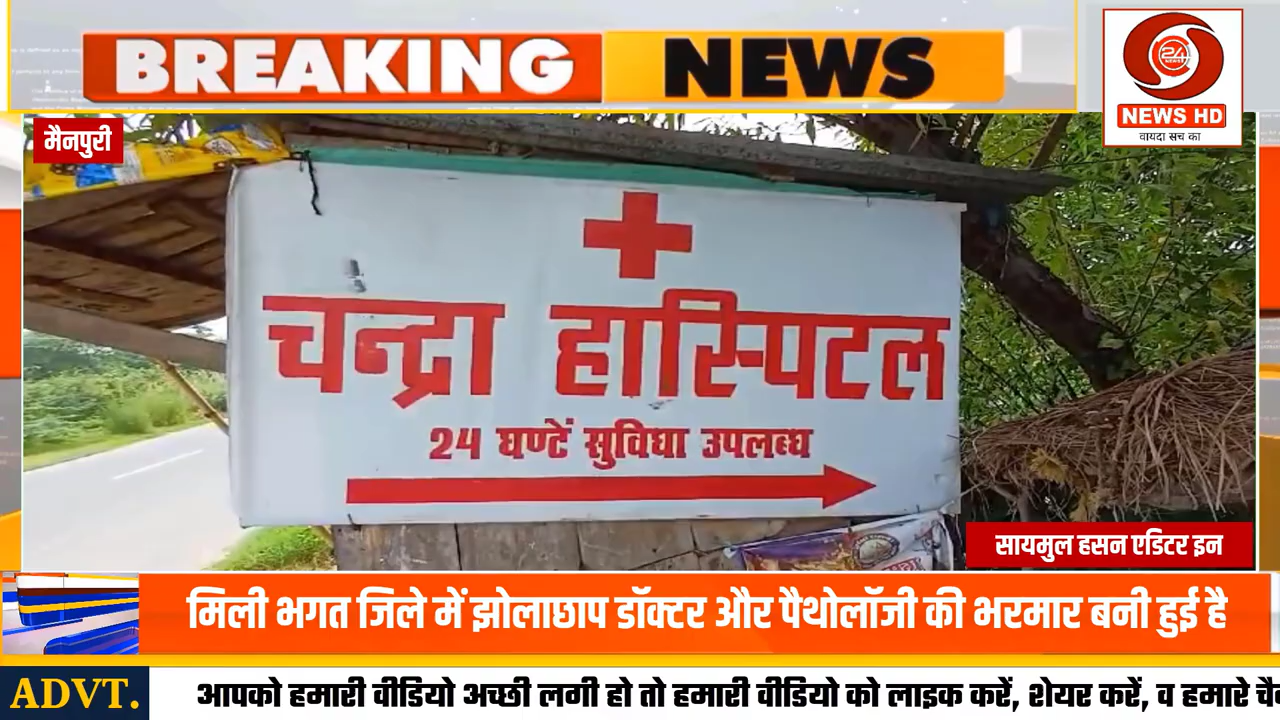 BREAKING NEWS
24
NEWS
NEWS HD
वायदा सच का
मैनपुरी
चन्द्रा हास्पिटल
24 घण्टें सुविधा उपलब्ध
सायमुल हसन एडिटर इन
मिली भगत जिले में झोलाछाप डॉक्टर और पैथोलॉजी की भरमार बनी हुई है
ADVT.
आपको हमारी वीडियो अच्छी लगी हो तो हमारी वीडियो को लाइक करें, शेयर करें, व हमारे